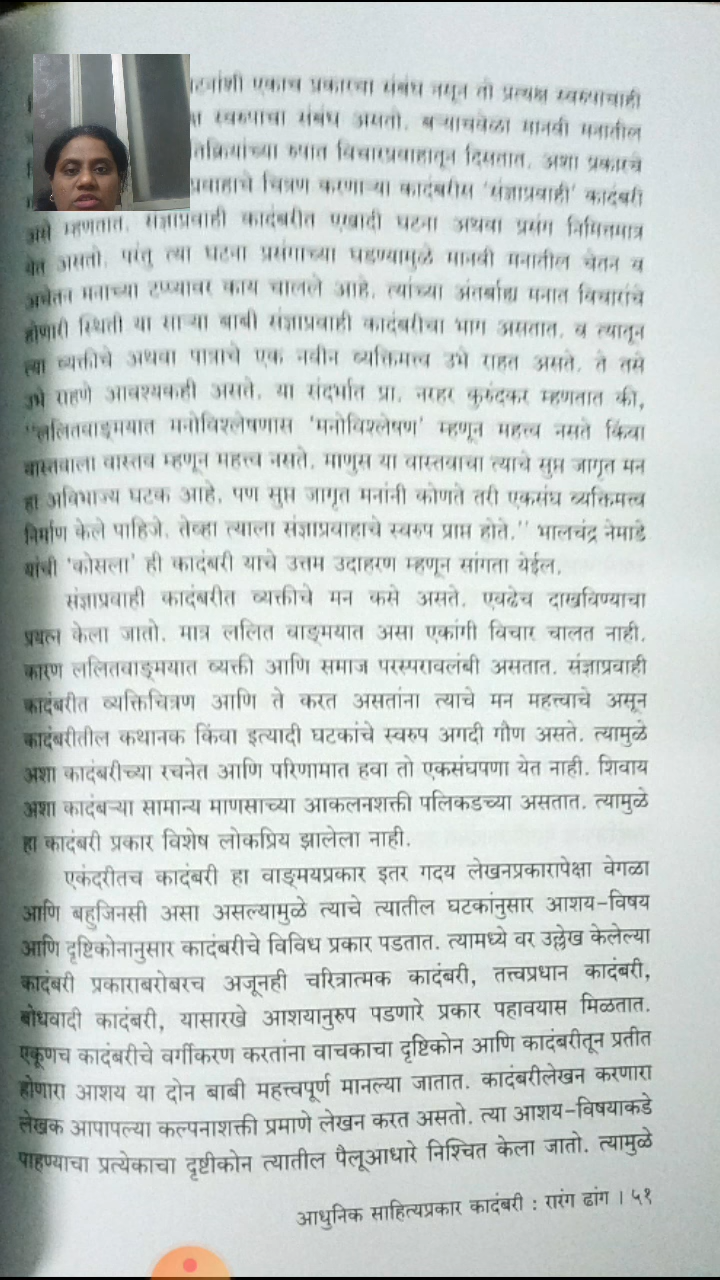 एकाच प्रकारचा संबंध नसून तो प्रत्यक्ष स्वरुपाचाही
स्वरुपाचा संबंध असतो. बऱ्याचवेळा मानवी मनातील
रुपात विचारप्रवाहातून दिसतात. अशा प्रकारचे
चित्रण करणाऱ्या कादंबरीस 'संज्ञाप्रवाही' कादंबरी
असे म्हणतात. संज्ञाप्रवाही कादंबरीत एखादी घटना अथवा प्रसंग निमित्तमात्र
येत असतो. परंतु त्या घटना प्रसंगाच्या घडण्यामुळे मानवी मनातील चेतन व
अचेतन मनाच्या टप्प्यावर काय चालले आहे. त्यांच्या अंतर्बाह्य मनात विचारांचे
होणारी स्थिती या साऱ्या बाबी संज्ञाप्रवाही कादंबरीचा भाग असतात. व त्यातून
त्या व्यक्तीचे अथवा पात्राचे एक नवीन व्यक्तिमत्त्व उभे राहत असते. ते तसे
उभे राहणे आवश्यकही असते. या संदर्भात प्रा. नरहर कुरुंदकर म्हणतात की,
"ललितवाङ्मयात मनोविश्लेषणास 'मनोविश्लेषण' म्हणून महत्त्व नसते किंवा
वास्तवाला वास्तव म्हणून महत्त्व नसते. माणुस या वास्तवाचा त्याचे सुप्त जागृत मन
हा अविभाज्य घटक आहे. पण सुप्त जागृत मनांनी कोणते तरी एकसंध व्यक्तिमत्त्व
निर्माण केले पाहिजे. तेव्हा त्याला संज्ञाप्रवाहाचे स्वरुप प्राप्त होते." भालचंद्र नेमाडे
यांची 'कोसला' ही कादंबरी याचे उत्तम उदाहरण म्हणून सांगता येईल.
संज्ञाप्रवाही कादंबरीत व्यक्तीचे मन कसे असते. एवढेच दाखविण्याचा
प्रयत्न केला जातो. मात्र ललित वाङ्मयात असा एकांगी विचार चालत नाही.
कारण ललितवाङ्मयात व्यक्ती आणि समाज परस्परावलंबी असतात. संज्ञाप्रवाही
कादंबरीत व्यक्तिचित्रण आणि ते करत असतांना त्याचे मन महत्त्वाचे असून
कादंबरीतील कथानक किंवा इत्यादी घटकांचे स्वरुप अगदी गौण असते. त्यामुळे
अशा कादंबरीच्या रचनेत आणि परिणामात हवा तो एकसंघपणा येत नाही. शिवाय
अशा कादंबऱ्या सामान्य माणसाच्या आकलनशक्ती पलिकडच्या असतात. त्यामुळे
हा कादंबरी प्रकार विशेष लोकप्रिय झालेला नाही.
एकंदरीतच कादंबरी हा वाङ्मयप्रकार इतर गदय लेखनप्रकारापेक्षा वेगळा
आणि बहुजिनसी असा असल्यामुळे त्याचे त्यातील घटकांनुसार आशय-विषय
आणि दृष्टिकोनानुसार कादंबरीचे विविध प्रकार पडतात. त्यामध्ये वर उल्लेख केलेल्या
कादंबरी प्रकाराबरोबरच अजूनही चरित्रात्मक कादंबरी, तत्त्वप्रधान कादंबरी,
बोधवादी कादंबरी, यासारखे आशयानुरुप पडणारे प्रकार पहावयास मिळतात.
एकूणच कादंबरीचे वर्गीकरण करतांना वाचकाचा दृष्टिकोन आणि कादंबरीतून प्रतीत
होणारा आशय या दोन बाबी महत्त्वपूर्ण मानल्या जातात. कादंबरीलेखन करणारा
लेखक आपापल्या कल्पनाशक्ती प्रमाणे लेखन करत असतो. त्या आशय-विषयाकडे
पाहण्याचा प्रत्येकाचा दृष्टीकोन त्यातील पैलूआधारे निश्चित केला जातो. त्यामुळे
आधुनिक साहित्यप्रकार कादंबरी : रारंग ढांग । ५१